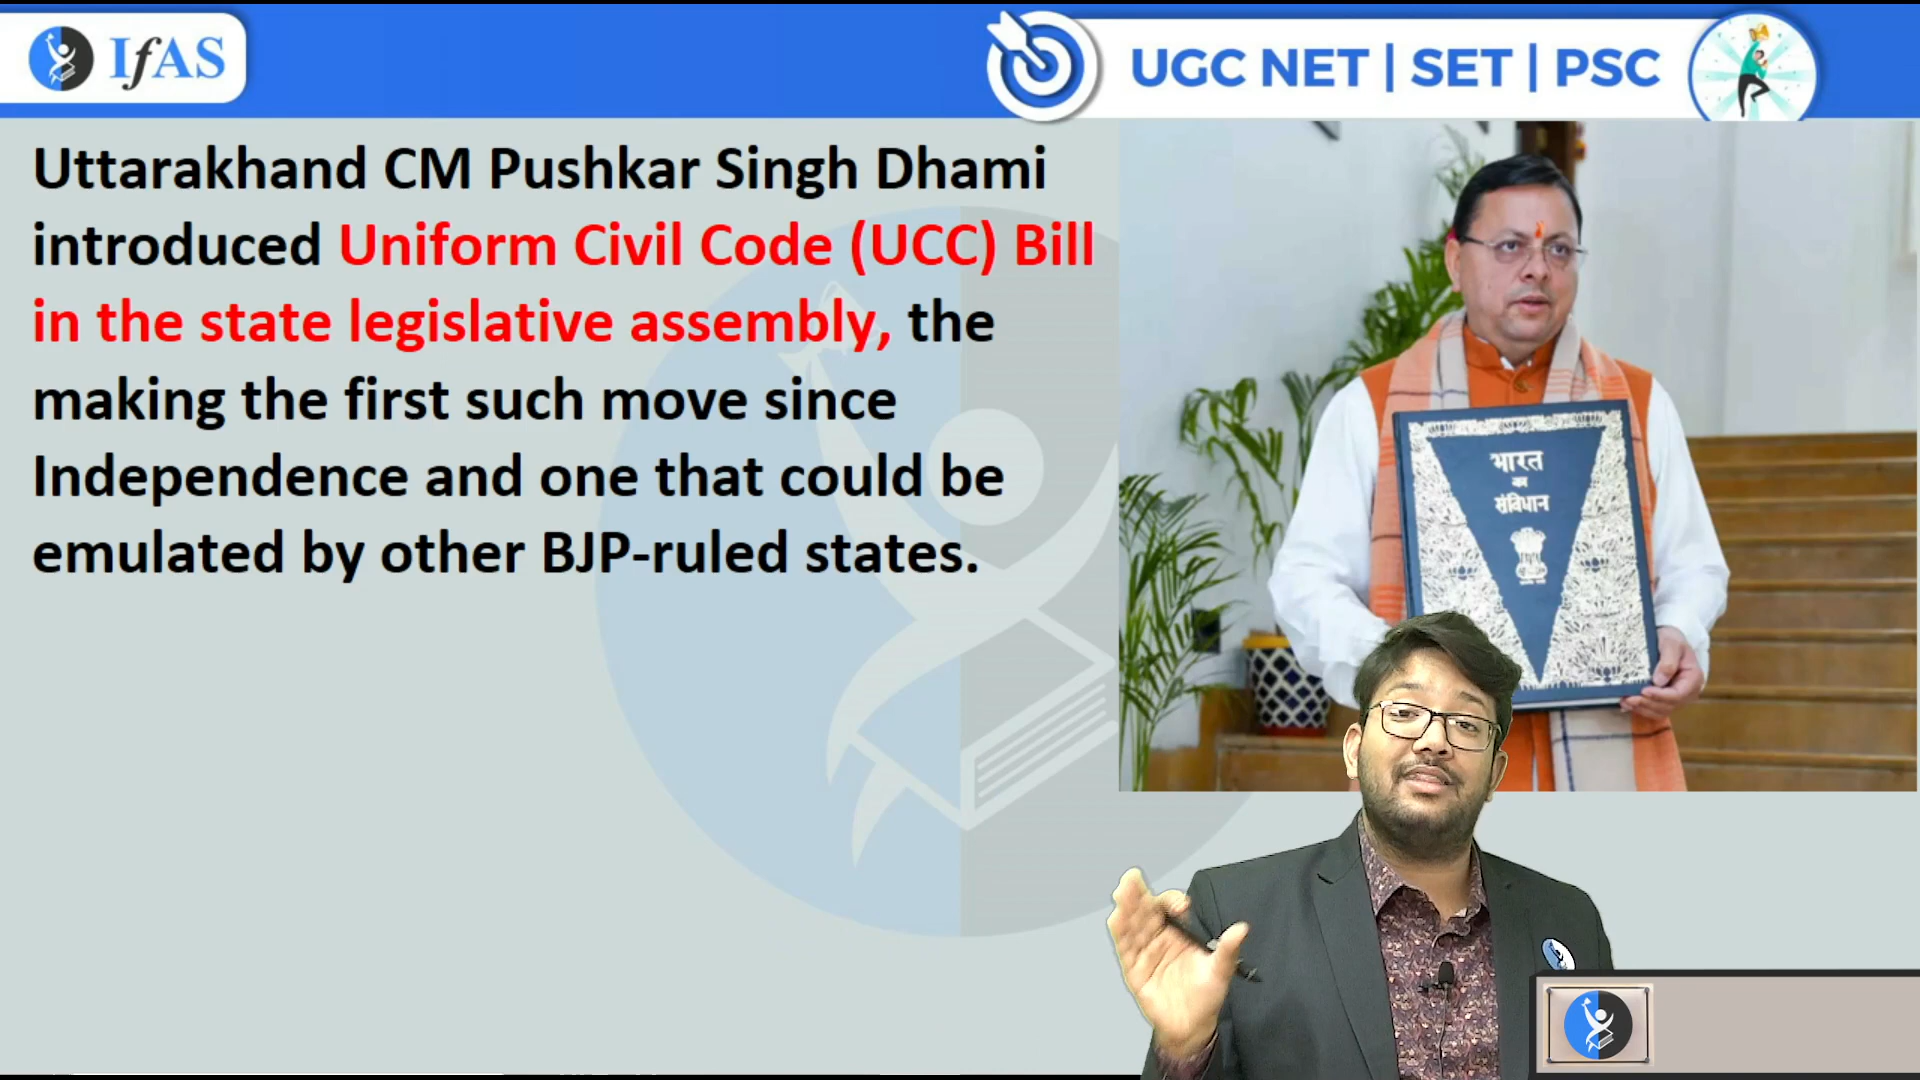 IfAS
UGC NET | SET | PSC
Uttarakhand CM Pushkar Singh Dhami
introduced Uniform Civil Code (UCC) Bill
in the state legislative assembly, the
making the first such move since
Independence and one that could be
emulated by other BJP-ruled states.
भारत
का
संविधान